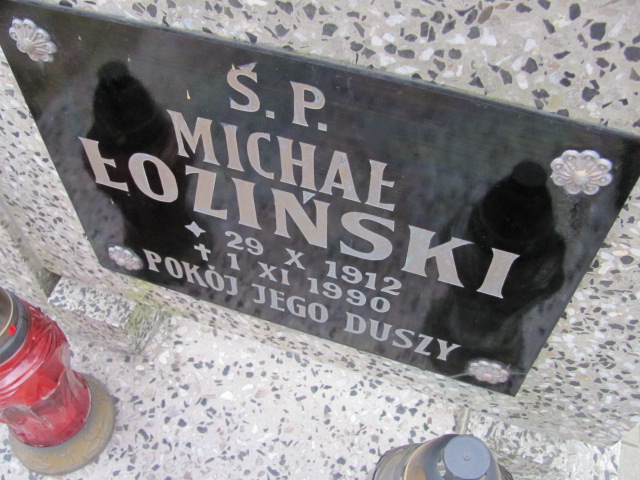 Ś. P.
MICHAŁ
ŁOZIŃSKI
✦ 29 X 1912
✝ 1 XI 1990
POKÓJ JEGO DUSZY